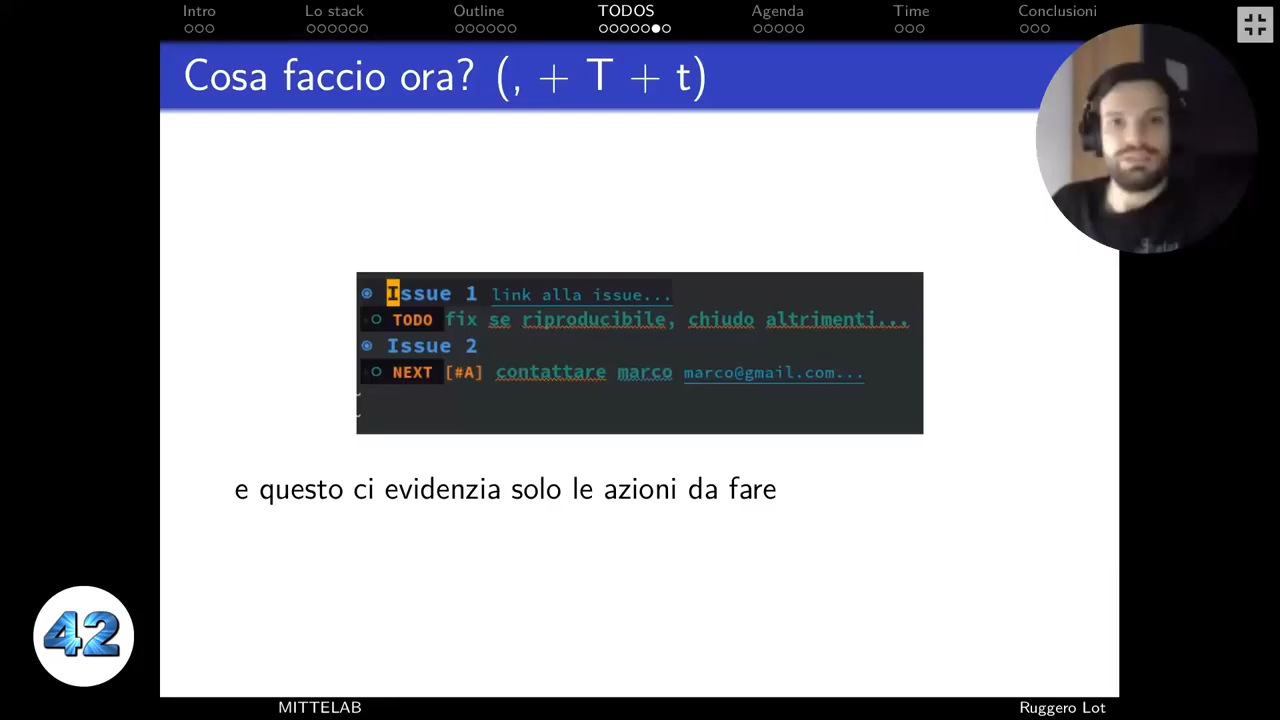 Intro Lo stack Outline TODOS Agenda Time Conclusioni
Cosa faccio ora? (, + T + t)
Issue 1 link alla issue...
TODO fix se riproducibile, chiudo altrimenti...
Issue 2
NEXT [#A] contattare marco marco@gmail.com...
e questo ci evidenzia solo le azioni da fare
42
MITTELAB Ruggero Lot